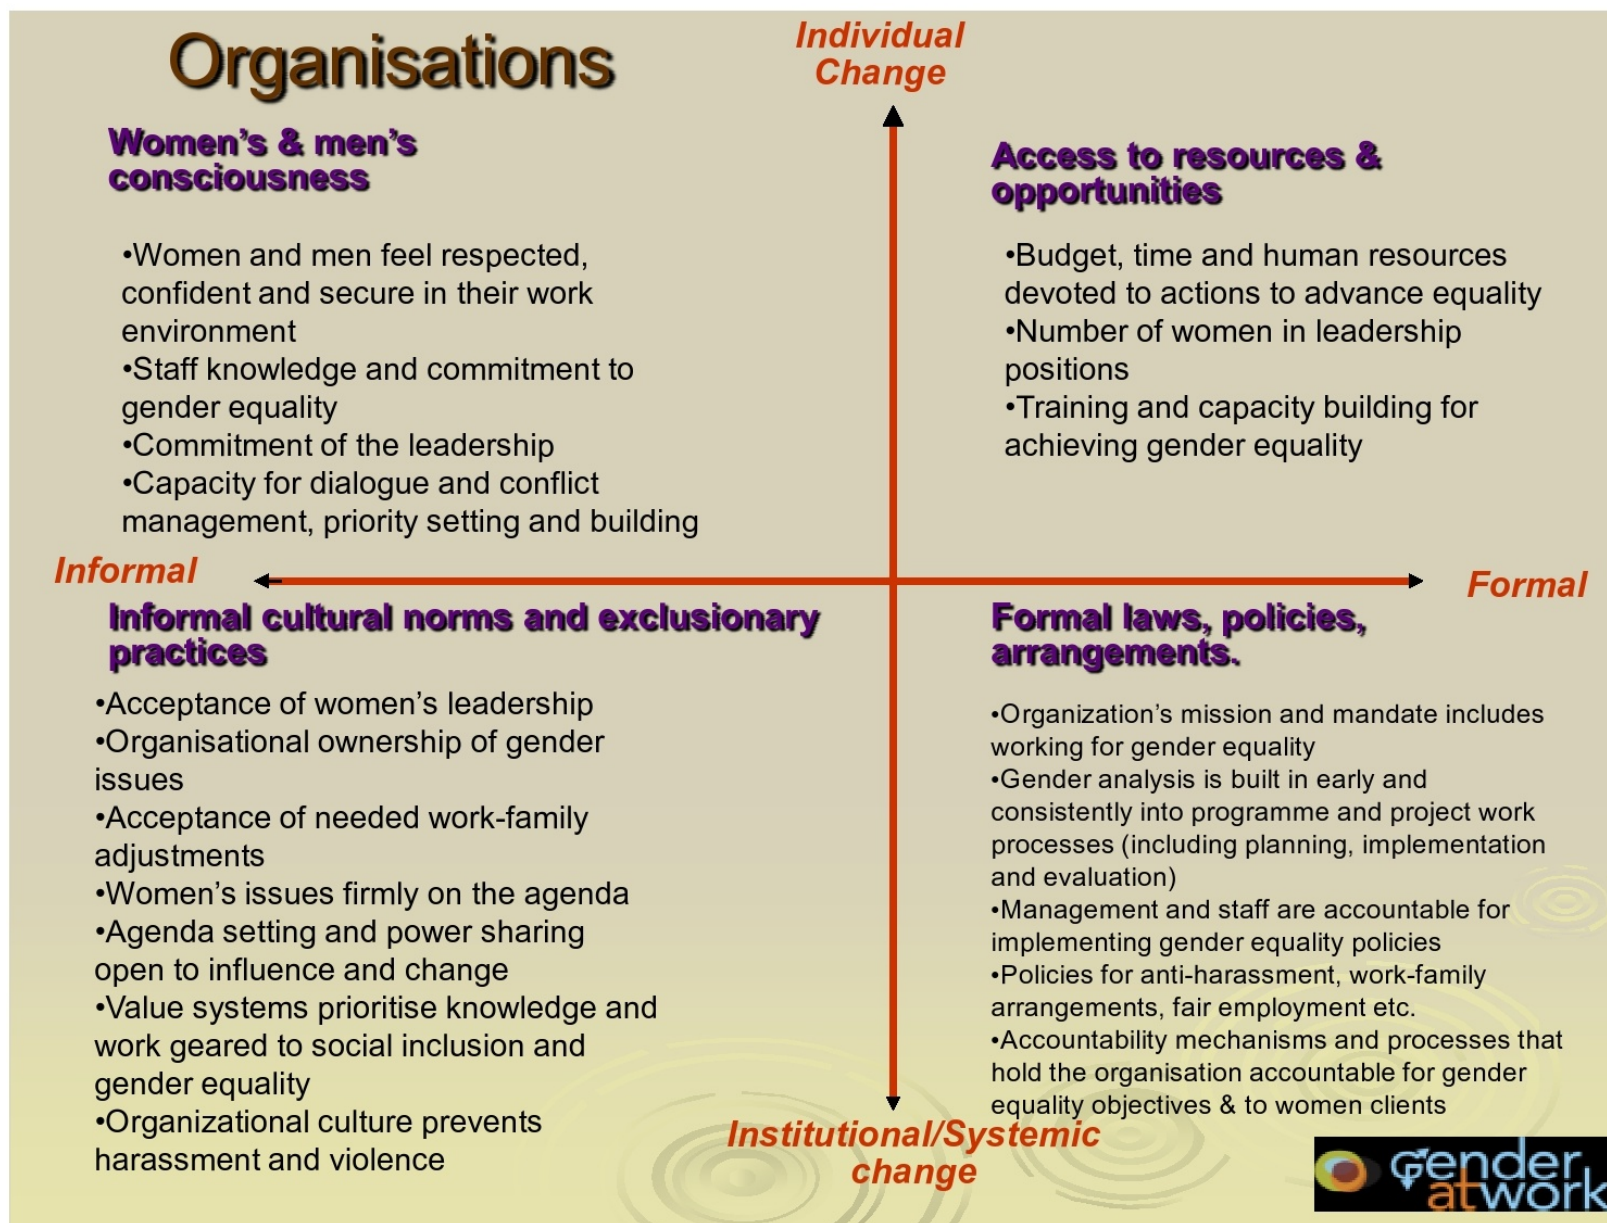 Organisations
Individual
Change
Women's & men's
consciousness
•Women and men feel respected,
confident and secure in their work
environment
•Staff knowledge and commitment to
gender equality
•Commitment of the leadership
•Capacity for dialogue and conflict
management, priority setting and building
Access to resources &
opportunities
•Budget, time and human resources
devoted to actions to advance equality
•Number of women in leadership
positions
•Training and capacity building for
achieving gender equality
Informal
Formal
Informal cultural norms and exclusionary
practices
•Acceptance of women's leadership
•Organisational ownership of gender
issues
•Acceptance of needed work-family
adjustments
•Women's issues firmly on the agenda
•Agenda setting and power sharing
open to influence and change
•Value systems prioritise knowledge and
work geared to social inclusion and
gender equality
•Organizational culture prevents
harassment and violence
Formal laws, policies,
arrangements.
•Organization's mission and mandate includes
working for gender equality
•Gender analysis is built in early and
consistently into programme and project work
processes (including planning, implementation
and evaluation)
•Management and staff are accountable for
implementing gender equality policies
•Policies for anti-harassment, work-family
arrangements, fair employment etc.
•Accountability mechanisms and processes that
hold the organisation accountable for gender
equality objectives & to women clients
Institutional/Systemic
change
gender
atwork